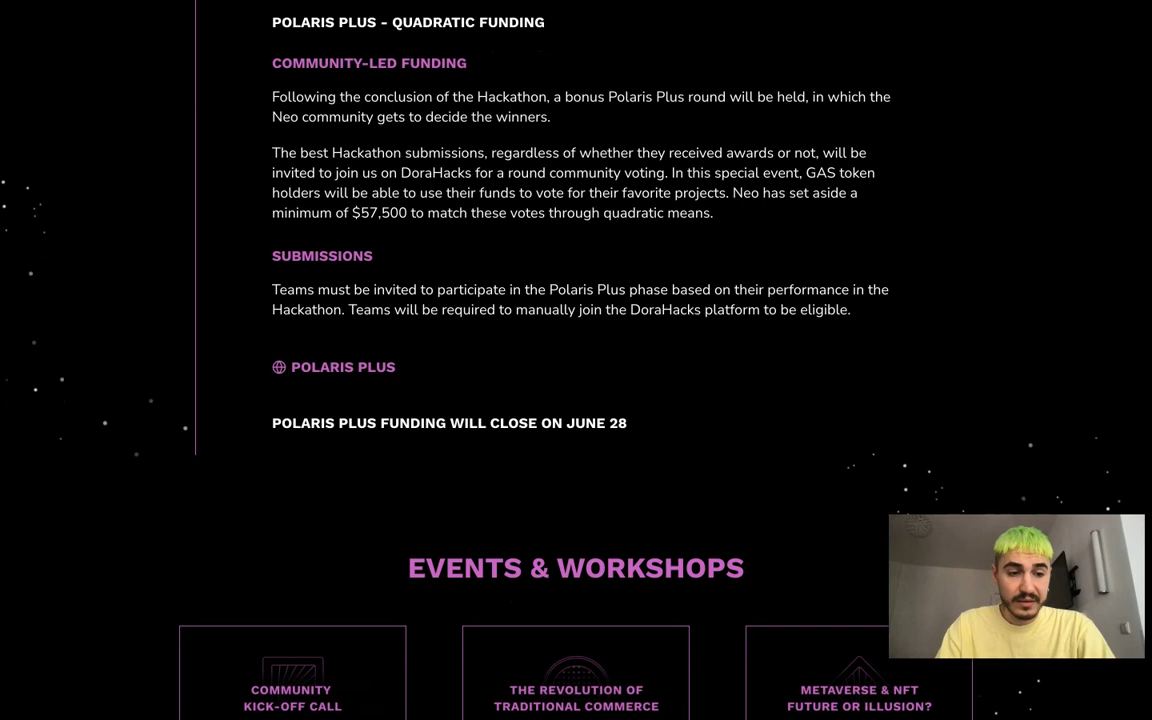 POLARIS PLUS - QUADRATIC FUNDING
COMMUNITY-LED FUNDING
Following the conclusion of the Hackathon, a bonus Polaris Plus round will be held, in which the
Neo community gets to decide the winners.
The best Hackathon submissions, regardless of whether they received awards or not, will be
invited to join us on DoraHacks for a round community voting. In this special event, GAS token
holders will be able to use their funds to vote for their favorite projects. Neo has set aside a
minimum of $57,500 to match these votes through quadratic means.
SUBMISSIONS
Teams must be invited to participate in the Polaris Plus phase based on their performance in the
Hackathon. Teams will be required to manually join the DoraHacks platform to be eligible.
POLARIS PLUS
POLARIS PLUS FUNDING WILL CLOSE ON JUNE 28
EVENTS & WORKSHOPS
COMMUNITY
KICK-OFF CALL
THE REVOLUTION OF
TRADITIONAL COMMERCE
METAVERSE & NFT
FUTURE OR ILLUSION?